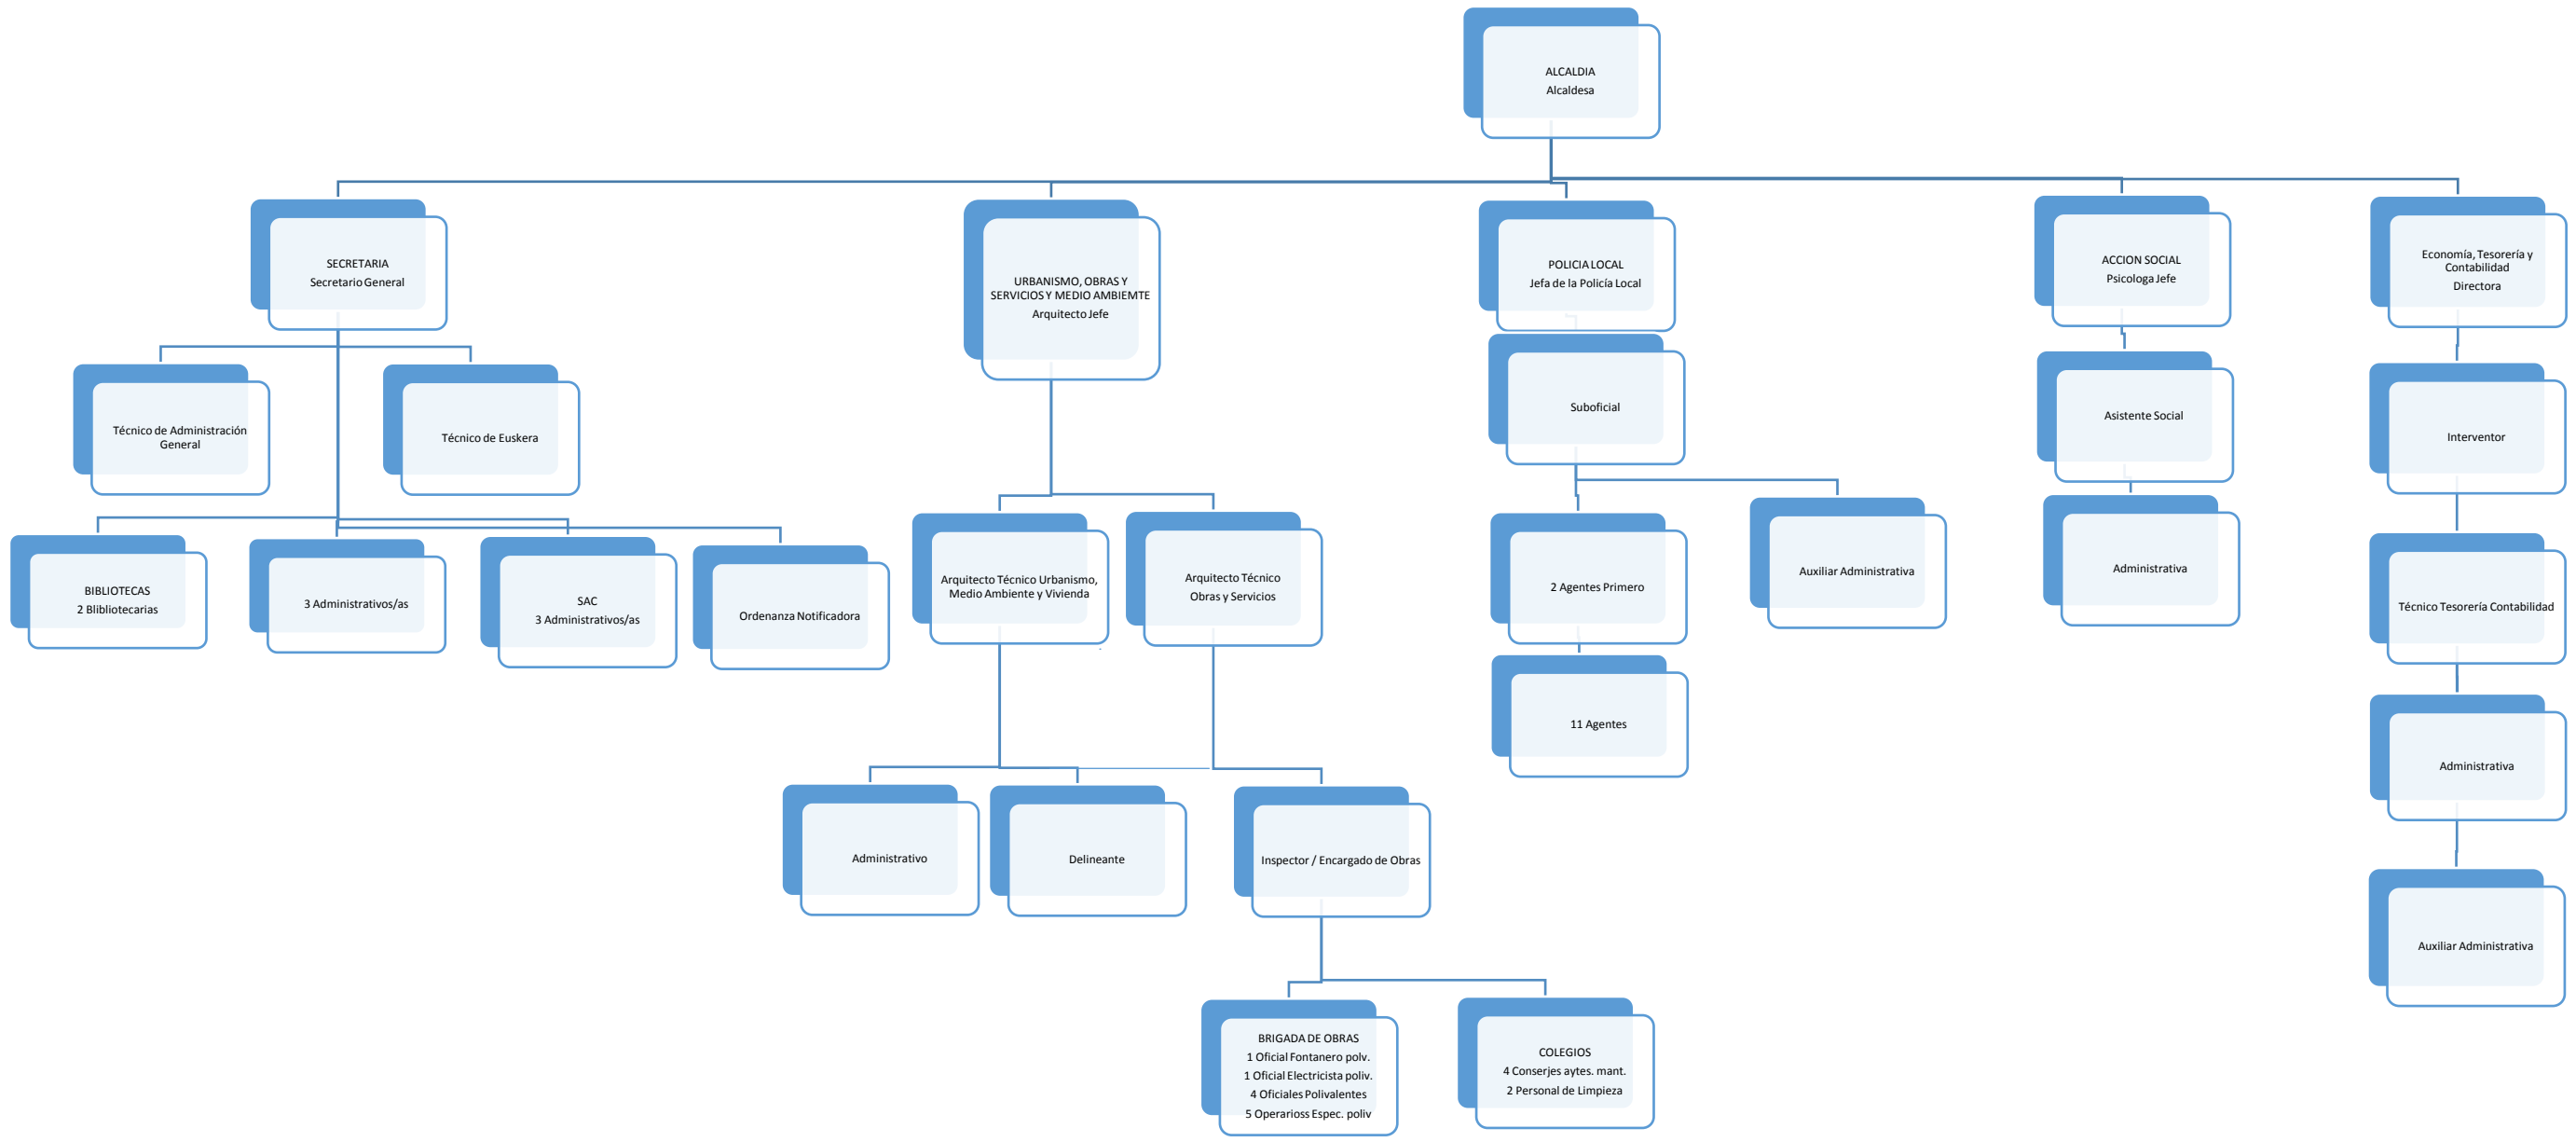 ALCALDIA
Alcaldesa
SECRETARIA
Secretario General
URBANISMO, OBRAS Y
SERVICIOS Y MEDIO AMBIEMTE
Arquitecto Jefe
POLICIA LOCAL
Jefa de la Policía Local
ACCION SOCIAL
Psicologa Jefe
Economía, Tesorería y
Contabilidad
Directora
Técnico de Administración
General
Técnico de Euskera
Suboficial
Asistente Social
Interventor
BIBLIOTECAS
2 Blibliotecarias
3 Administrativos/as
SAC
3 Administrativos/as
Ordenanza Notificadora
Arquitecto Técnico Urbanismo,
Medio Ambiente y Vivienda
Arquitecto Técnico
Obras y Servicios
2 Agentes Primero
Auxiliar Administrativa
Administrativa
Técnico Tesorería Contabilidad
11 Agentes
Administrativa
Administrativo
Delineante
Inspector / Encargado de Obras
Auxiliar Administrativa
BRIGADA DE OBRAS
1 Oficial Fontanero polv.
1 Oficial Electricista poliv.
4 Oficiales Polivalentes
5 Operarioss Espec. poliv
COLEGIOS
4 Conserjes aytes. mant.
2 Personal de Limpieza